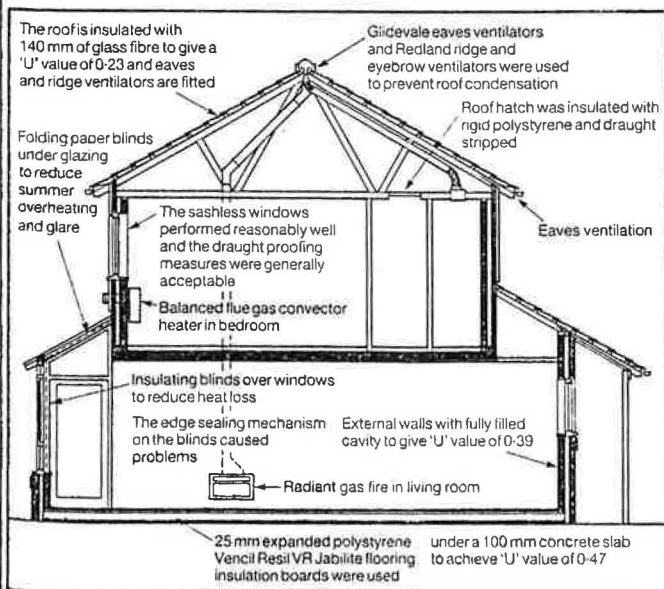 The roof is insulated with
140 mm of glass fibre to give a
'U' value of 0·23 and eaves
and ridge ventilators are fitted
Glidevale eaves ventilators
and Redland ridge and
eyebrow ventilators were used
to prevent roof condensation
Roof hatch was insulated with
rigid polystyrene and draught
stripped
Folding paper blinds
under glazing
to reduce
summer
overheating
and glare
Eaves ventilation
The sashless windows
performed reasonably well
and the draught proofing
measures were generally
acceptable
Balanced flue gas convector
heater in bedroom
Insulating blinds over windows
to reduce heat loss
The edge sealing mechanism
on the blinds caused
problems
External walls with fully filled
cavity to give 'U' value of 0·39
Radiant gas fire in living room
25 mm expanded polystyrene
Vencil Resil VR Jabilite flooring
insulation boards were used
under a 100 mm concrete slab
to achieve 'U' value of 0·47